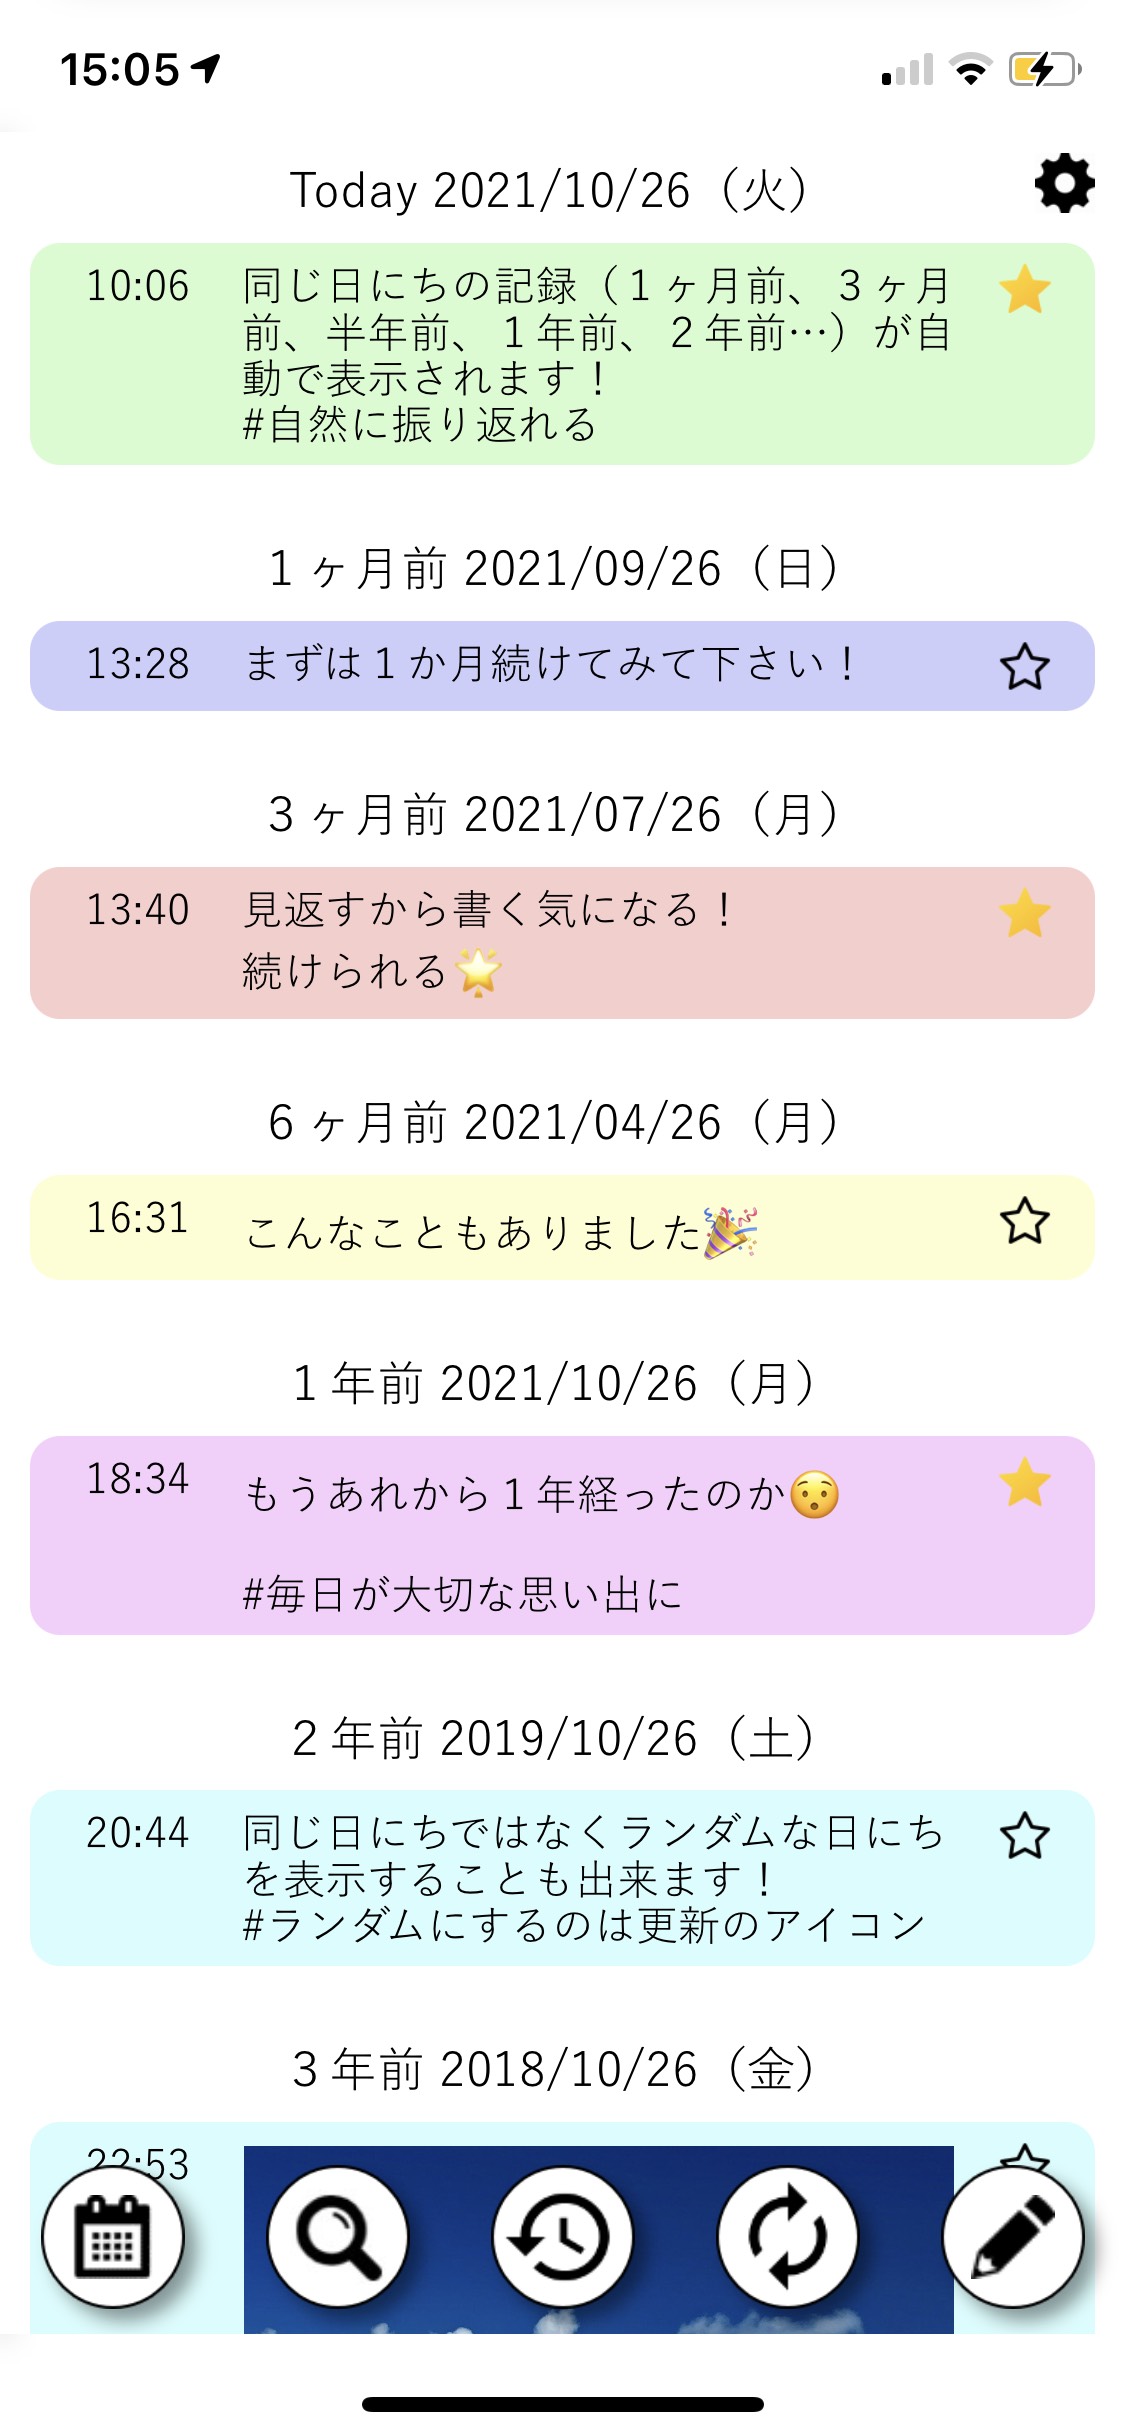 15:05
Today 2021/10/26（火）
10:06
同じ日にちの記録（１ヶ月前、３ヶ月
前、半年前、１年前、２年前…）が自
動で表示されます！
#自然に振り返れる
１ヶ月前 2021/09/26（日）
13:28
まずは１か月続けてみて下さい！
３ヶ月前 2021/07/26（月）
13:40
見返すから書く気になる！
続けられる🌟
６ヶ月前 2021/04/26（月）
16:31
こんなこともありました🎉
１年前 2021/10/26（月）
18:34
もうあれから１年経ったのか😯
#毎日が大切な思い出に
２年前 2019/10/26（土）
20:44
同じ日にちではなくランダムな日にち
を表示することも出来ます！
#ランダムにするのは更新のアイコン
３年前 2018/10/26（金）
22:53